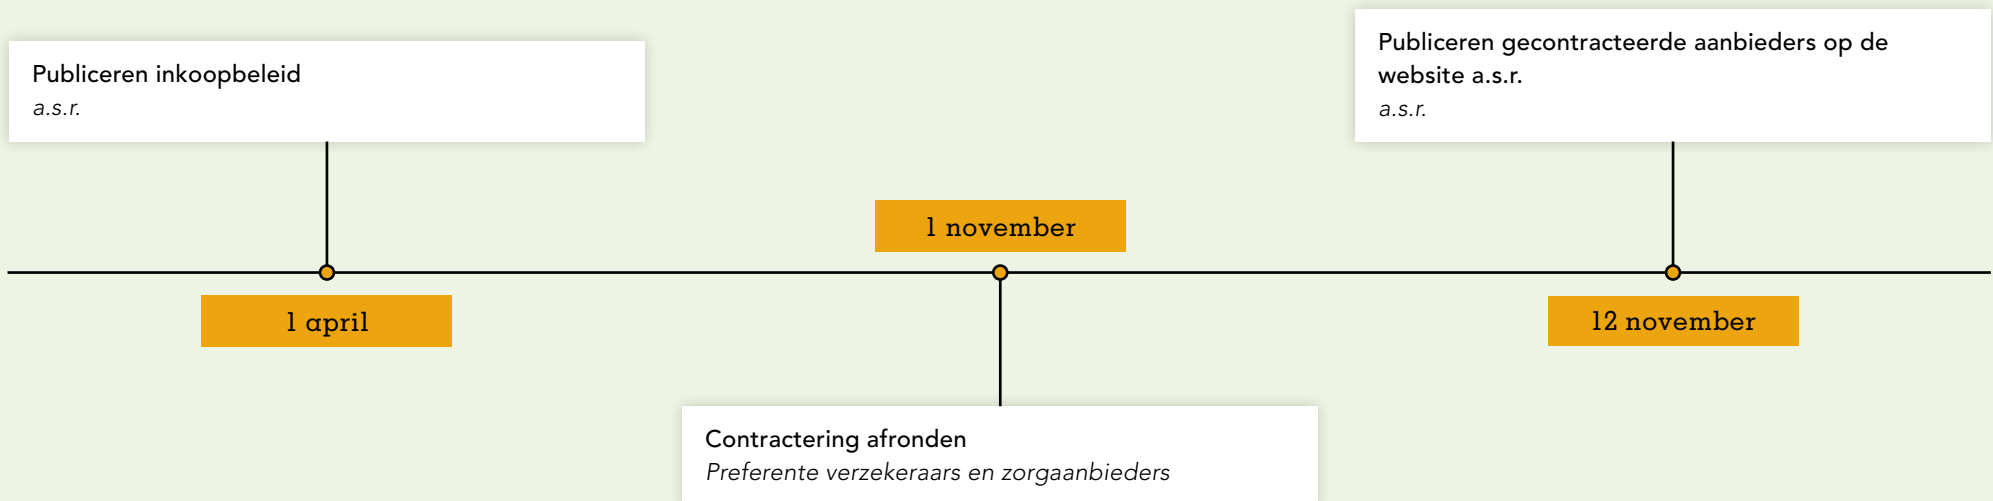 Publiceren inkoopbeleid
a.s.r.
1 april
1 november
Contractering afronden
Preferente verzekeraars en zorgaanbieders
Publiceren gecontracteerde aanbieders op de
website a.s.r.
a.s.r.
12 november